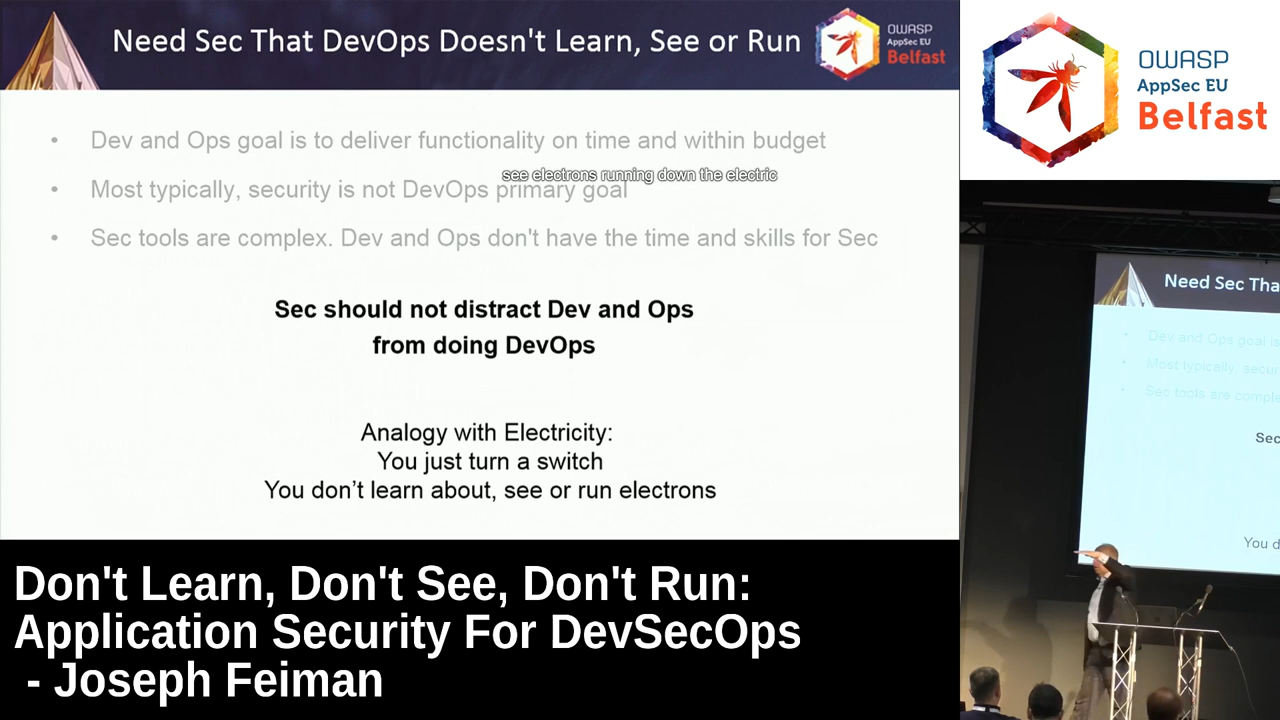 Need Sec That DevOps Doesn't Learn, See or Run
OWASP
AppSec EU
Belfast
• Dev and Ops goal is to deliver functionality on time and within budget
see electrons running down the electric
• Most typically, security is not DevOps primary goal
• Sec tools are complex. Dev and Ops don't have the time and skills for Sec
Sec should not distract Dev and Ops
from doing DevOps
Analogy with Electricity:
You just turn a switch
You don’t learn about, see or run electrons
Don't Learn, Don't See, Don't Run:
Application Security For DevSecOps
- Joseph Feiman
OWASP
AppSec EU
Belfast
Need Sec Tha
• Dev and Ops goal is
• Most typically, secur
• Sec tools are comple
Sec
You d